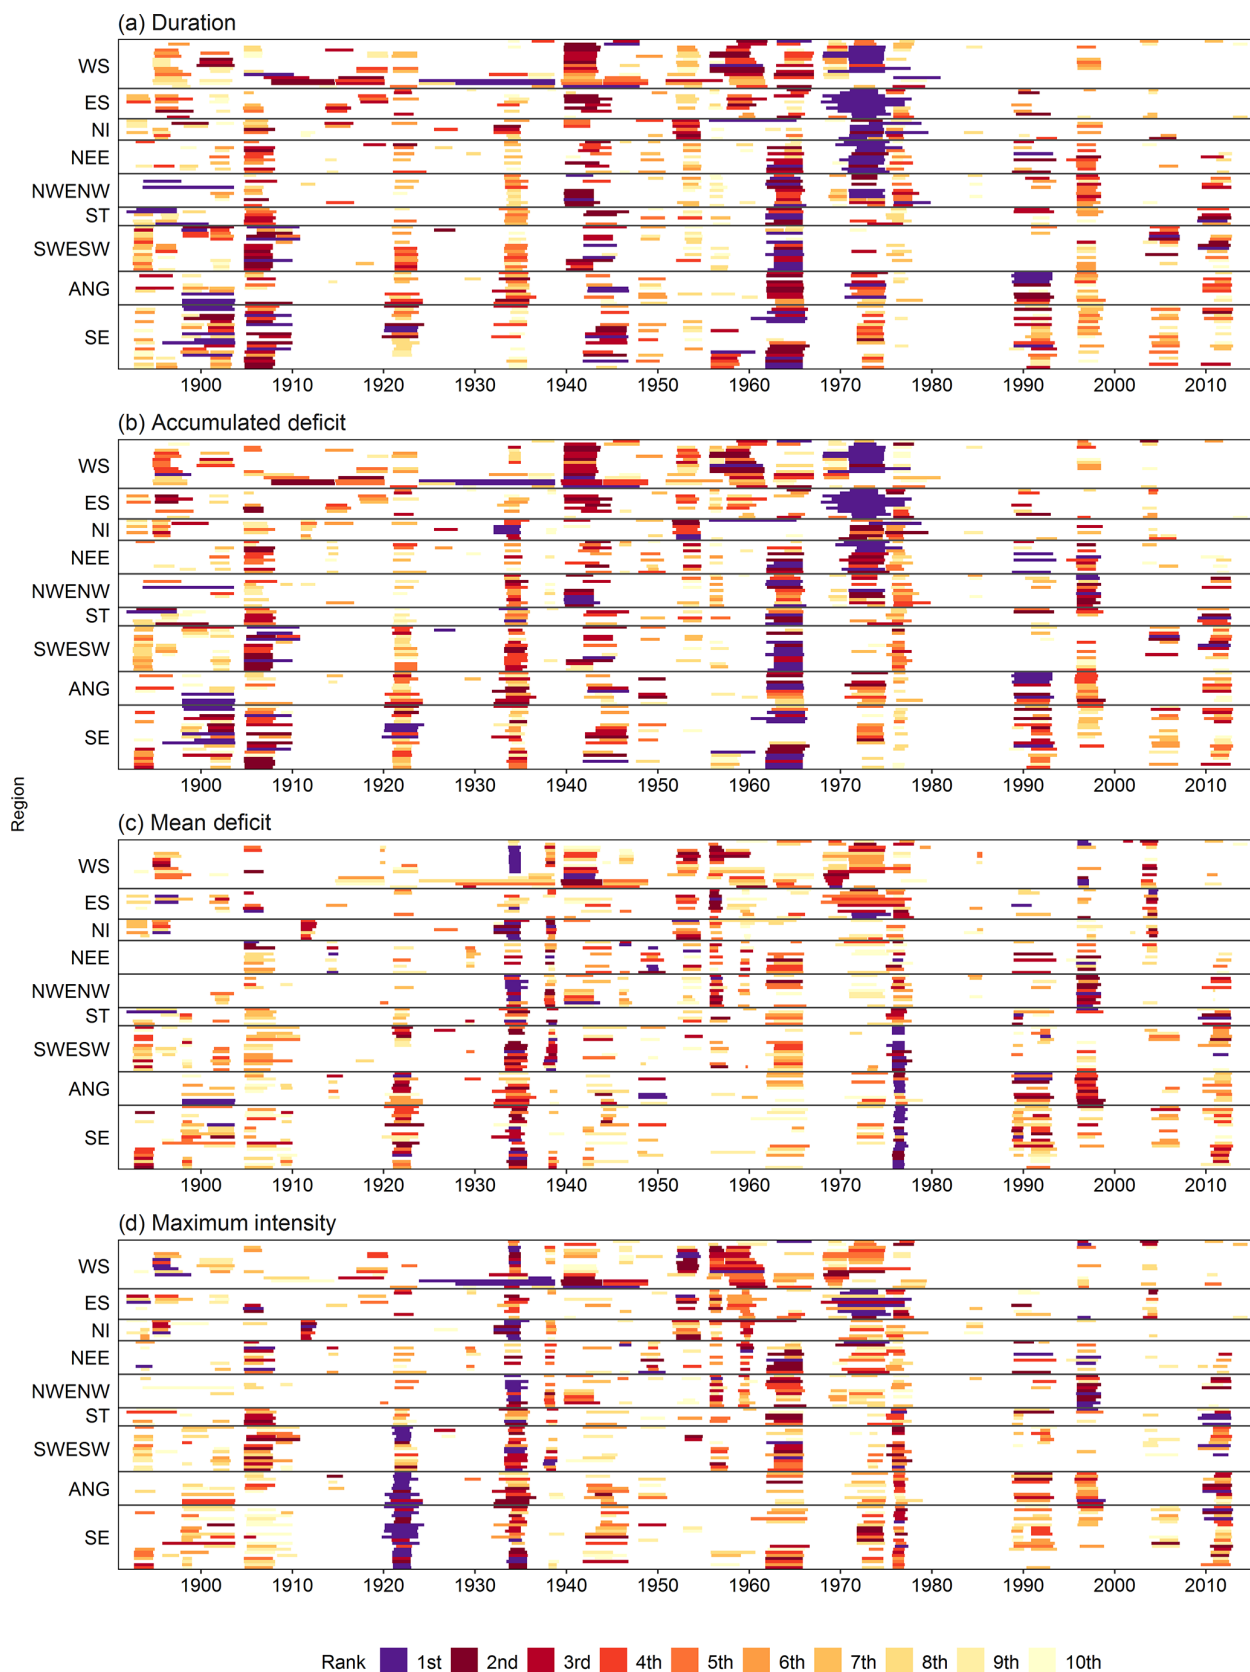 (a) Duration
WS
ES
NI
NEE
NWENW
ST
SWESW
ANG
SE
1900 1910 1920 1930 1940 1950 1960 1970 1980 1990 2000 2010
(b) Accumulated deficit
WS
ES
NI
NEE
NWENW
ST
SWESW
ANG
SE
1900 1910 1920 1930 1940 1950 1960 1970 1980 1990 2000 2010
Region
(c) Mean deficit
WS
ES
NI
NEE
NWENW
ST
SWESW
ANG
SE
1900 1910 1920 1930 1940 1950 1960 1970 1980 1990 2000 2010
(d) Maximum intensity
WS
ES
NI
NEE
NWENW
ST
SWESW
ANG
SE
1900 1910 1920 1930 1940 1950 1960 1970 1980 1990 2000 2010
Rank 1st 2nd 3rd 4th 5th 6th 7th 8th 9th 10th